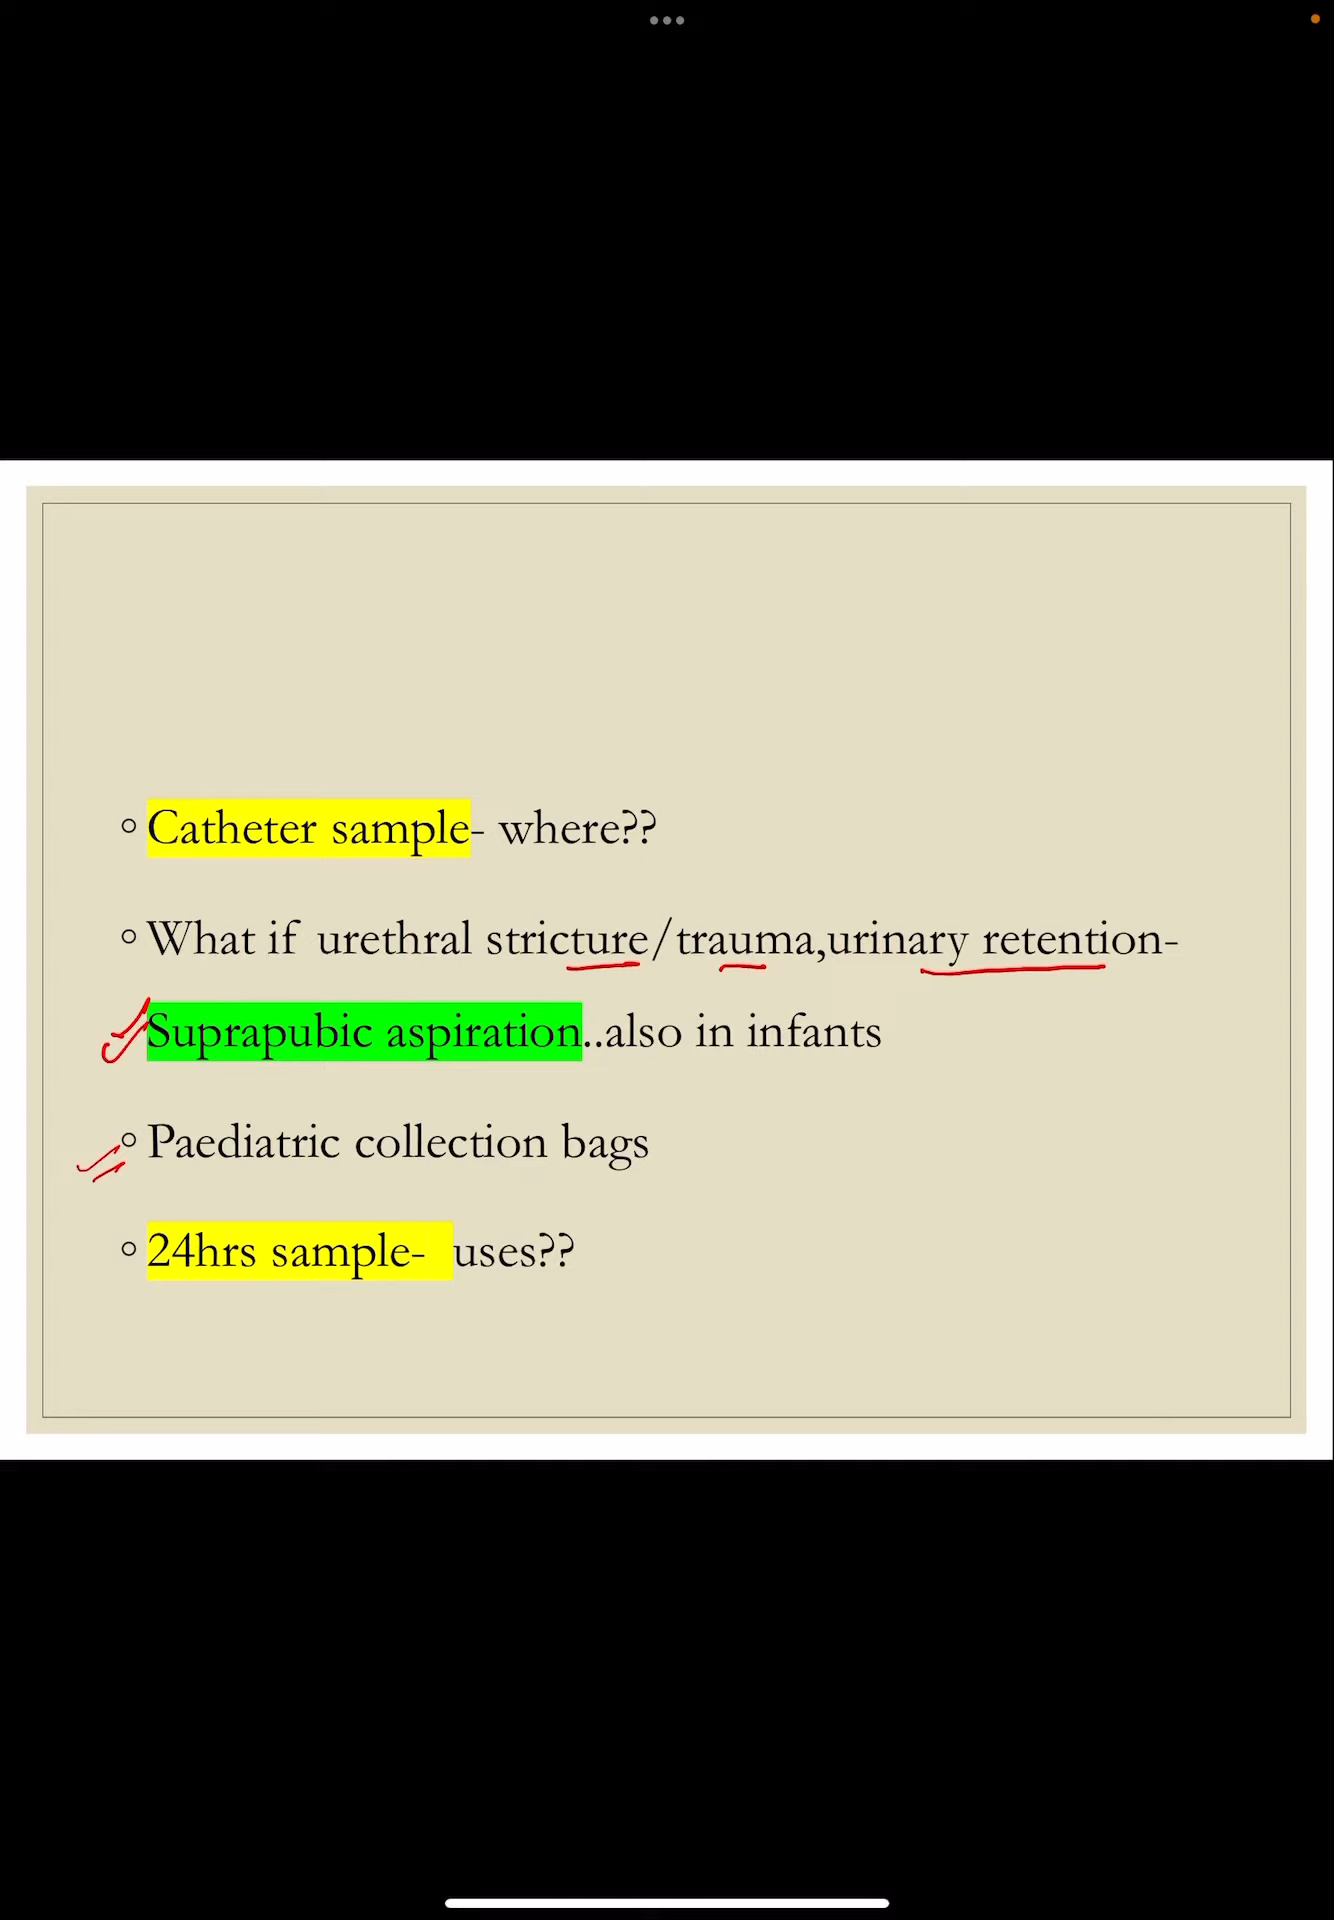 Catheter sample- where??
What if urethral stricture/trauma,urinary retention-
Suprapubic aspiration..also in infants
Paediatric collection bags
24hrs sample- uses??